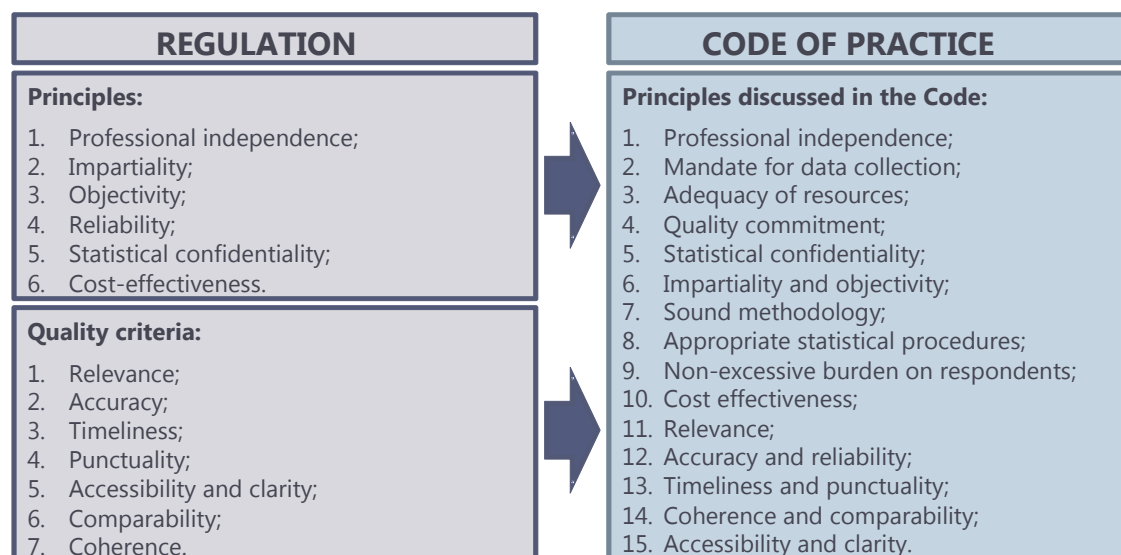 REGULATION
Principles:
1. Professional independence;
2. Impartiality;
3. Objectivity;
4. Reliability;
5. Statistical confidentiality;
6. Cost-effectiveness.
Quality criteria:
1. Relevance;
2. Accuracy;
3. Timeliness;
4. Punctuality;
5. Accessibility and clarity;
6. Comparability;
7. Coherence.
CODE OF PRACTICE
Principles discussed in the Code:
1. Professional independence;
2. Mandate for data collection;
3. Adequacy of resources;
4. Quality commitment;
5. Statistical confidentiality;
6. Impartiality and objectivity;
7. Sound methodology;
8. Appropriate statistical procedures;
9. Non-excessive burden on respondents;
10. Cost effectiveness;
11. Relevance;
12. Accuracy and reliability;
13. Timeliness and punctuality;
14. Coherence and comparability;
15. Accessibility and clarity.